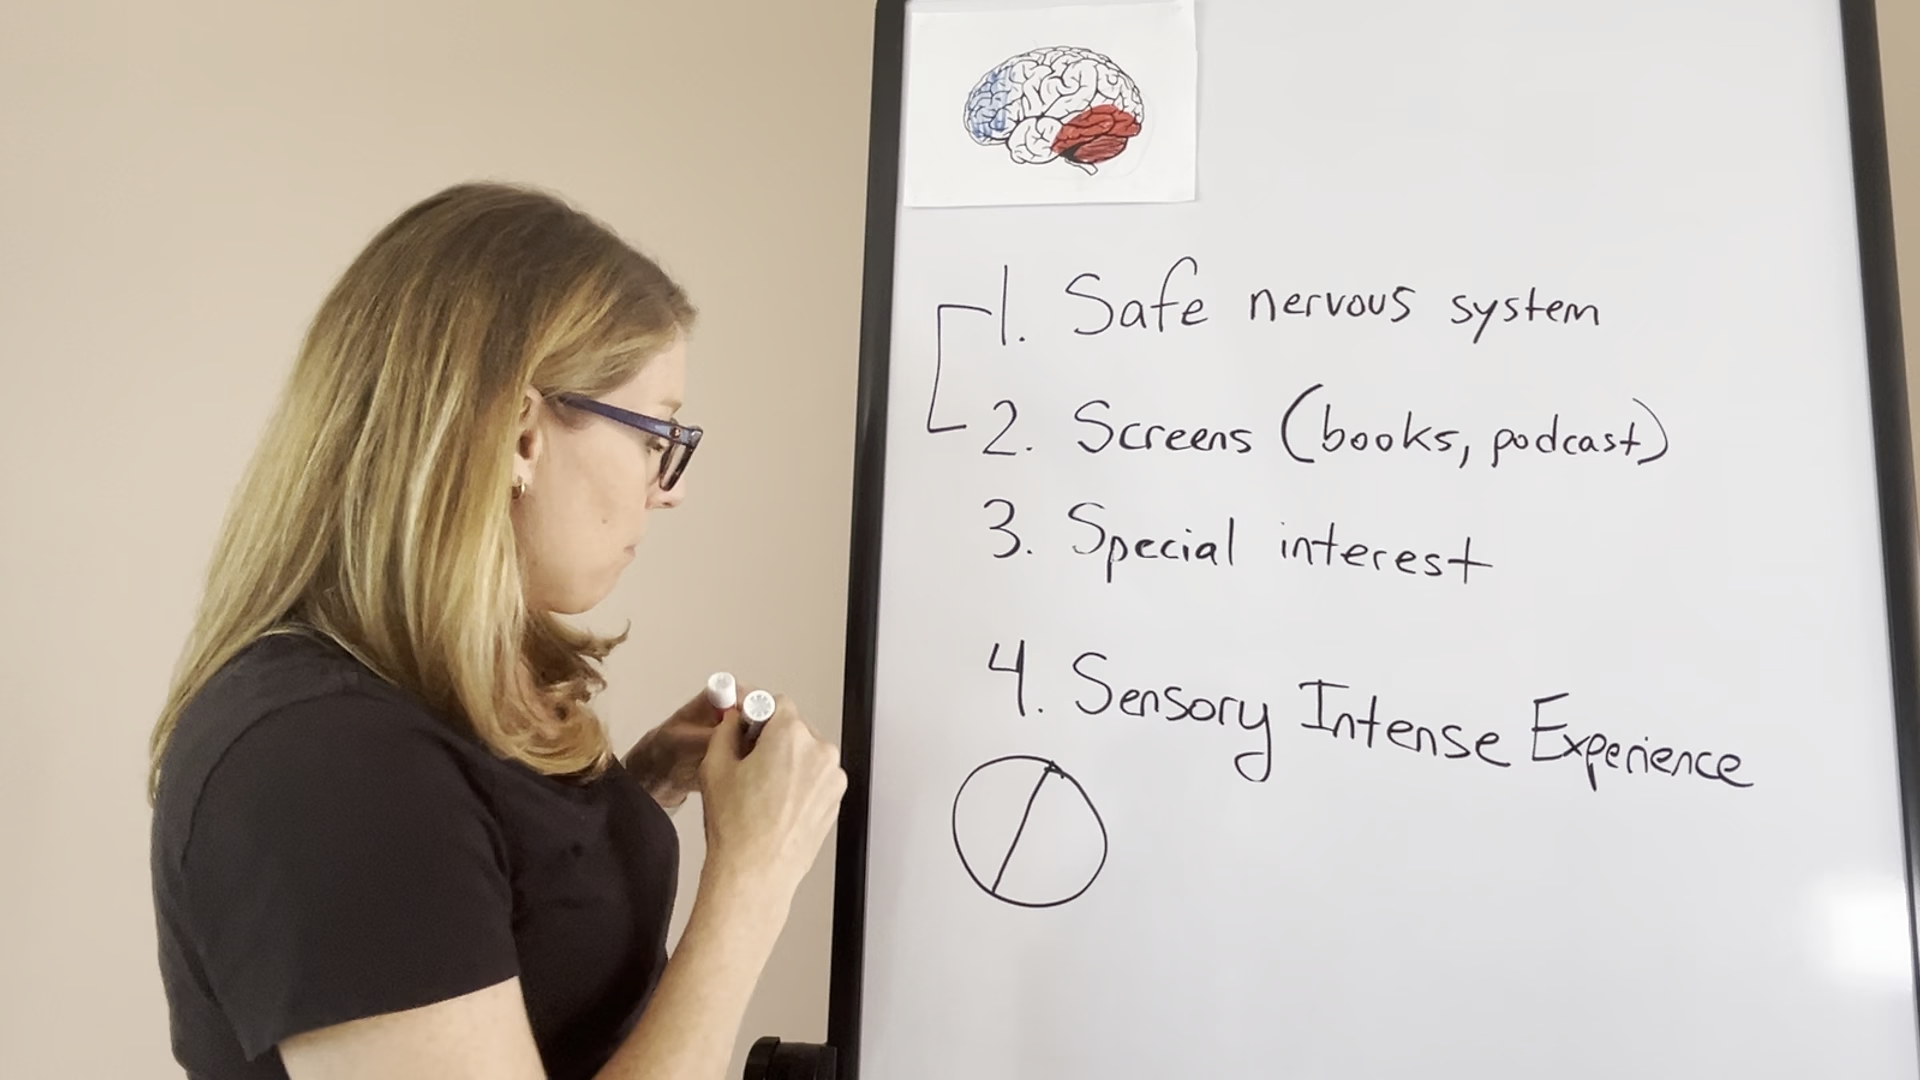 1. Safe nervous system
2. Screens (books, podcast)
3. Special interest
4. Sensory Intense Experience